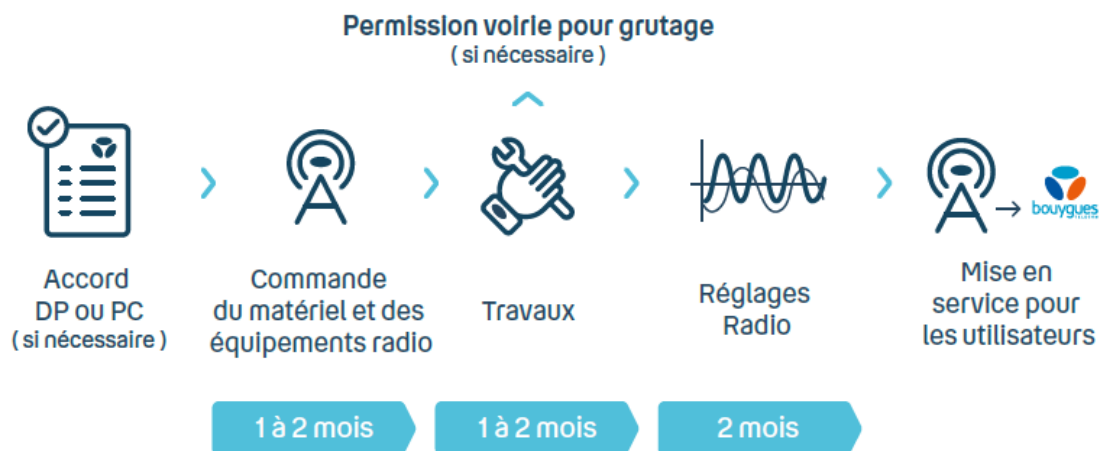 Permission voirie pour grutage
( si nécessaire )
Accord
DP ou PC
( si nécessaire )
Commande
du matériel et des
équipements radio
Travaux
Réglages
Radio
bouygues
TELECOM
Mise en
service pour
les utilisateurs
1 à 2 mois
1 à 2 mois
2 mois